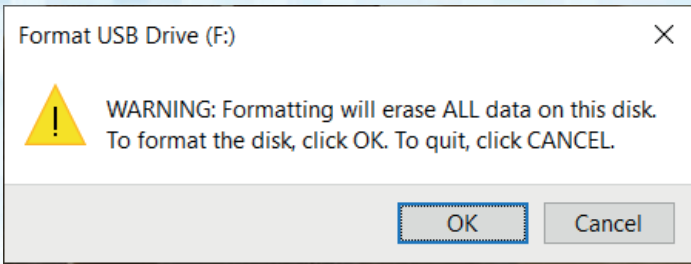 Format USB Drive (F:)
WARNING: Formatting will erase ALL data on this disk.
To format the disk, click OK. To quit, click CANCEL.
OK
Cancel